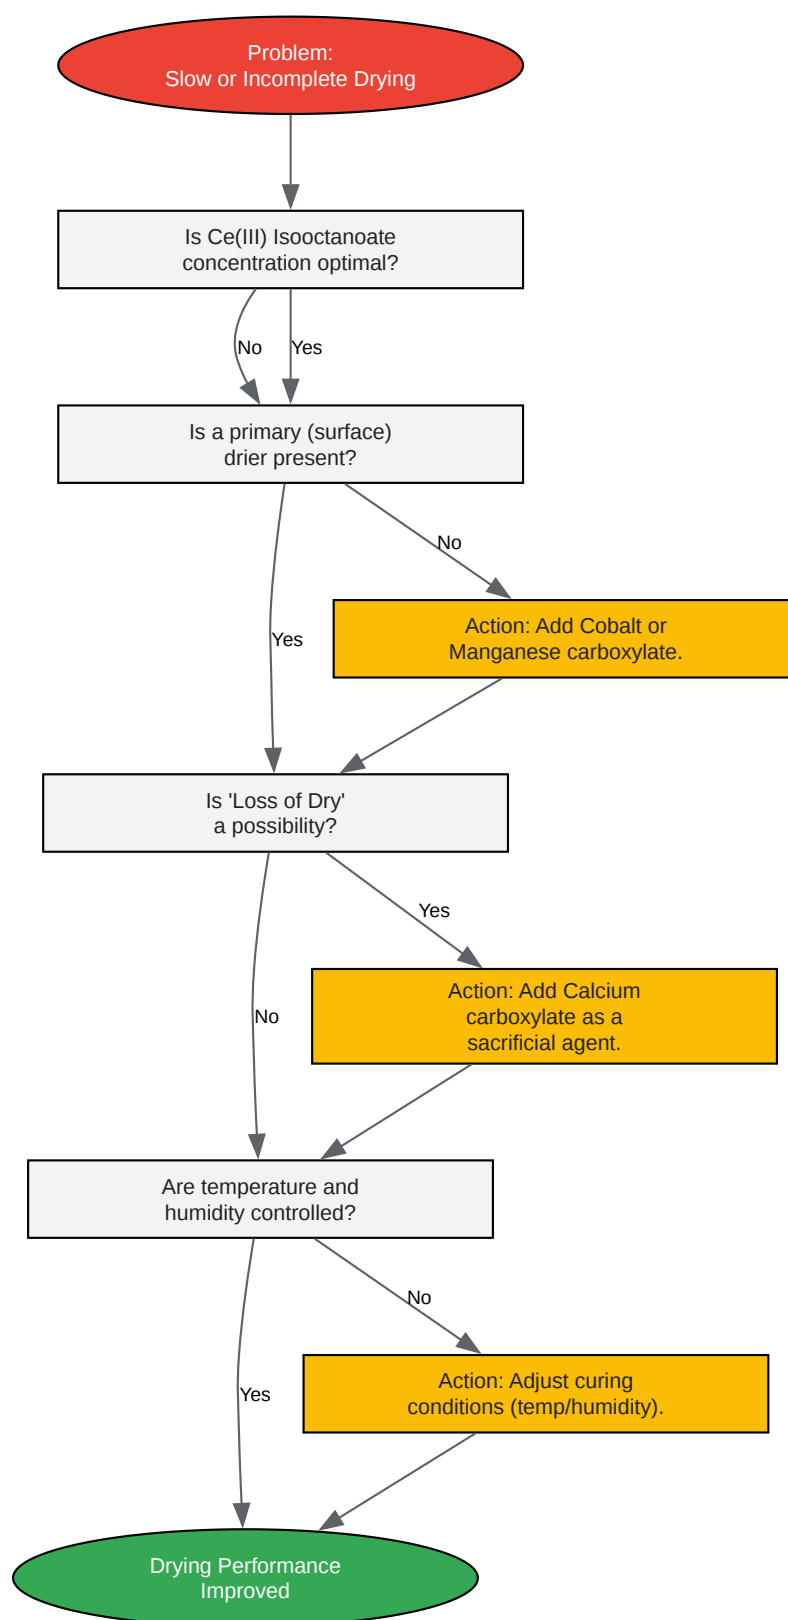 Problem:
Slow or Incomplete Drying
Is Ce(III) Isooctanoate
concentration optimal?
No
Yes
Is a primary (surface)
drier present?
No
Yes
Action: Add Cobalt or
Manganese carboxylate.
Is 'Loss of Dry'
a possibility?
Yes
No
Action: Add Calcium
carboxylate as a
sacrificial agent.
Are temperature and
humidity controlled?
No
Yes
Action: Adjust curing
conditions (temp/humidity).
Drying Performance
Improved